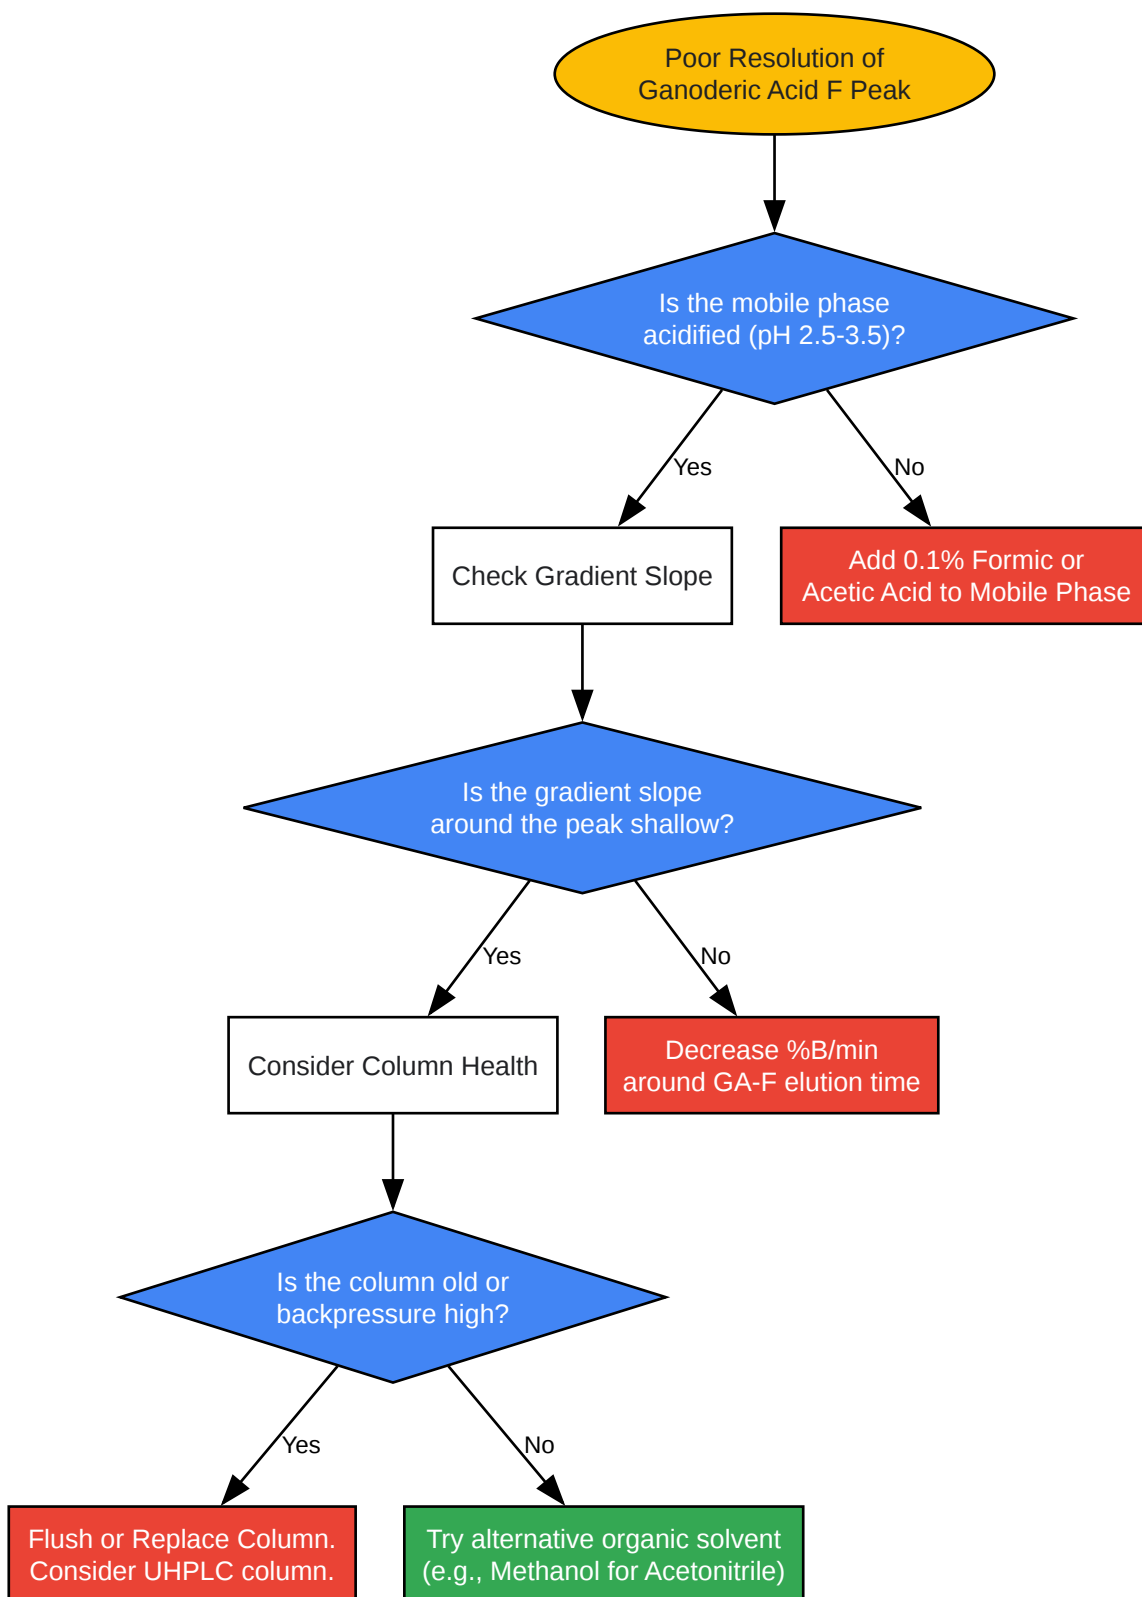 Poor Resolution of
Ganoderic Acid F Peak
Is the mobile phase
acidified (pH 2.5-3.5)?
Yes
No
Check Gradient Slope
Add 0.1% Formic or
Acetic Acid to Mobile Phase
Is the gradient slope
around the peak shallow?
Yes
No
Consider Column Health
Decrease %B/min
around GA-F elution time
Is the column old or
backpressure high?
Yes
No
Flush or Replace Column.
Consider UHPLC column.
Try alternative organic solvent
(e.g., Methanol for Acetonitrile)